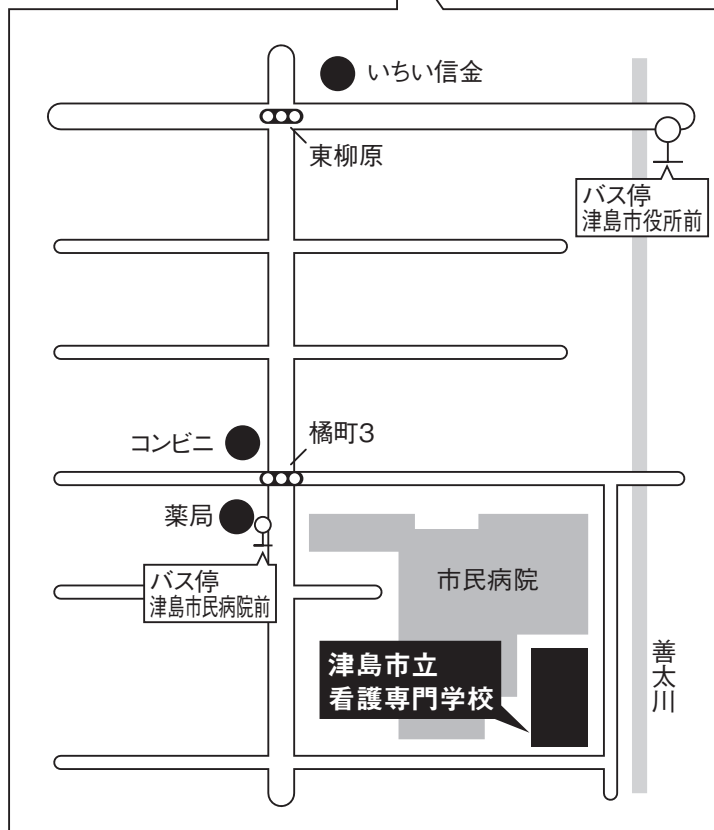 いちい信金
東柳原
バス停
津島市役所前
コンビニ
橘町3
薬局
バス停
津島市民病院前
市民病院
津島市立
看護専門学校
善太川